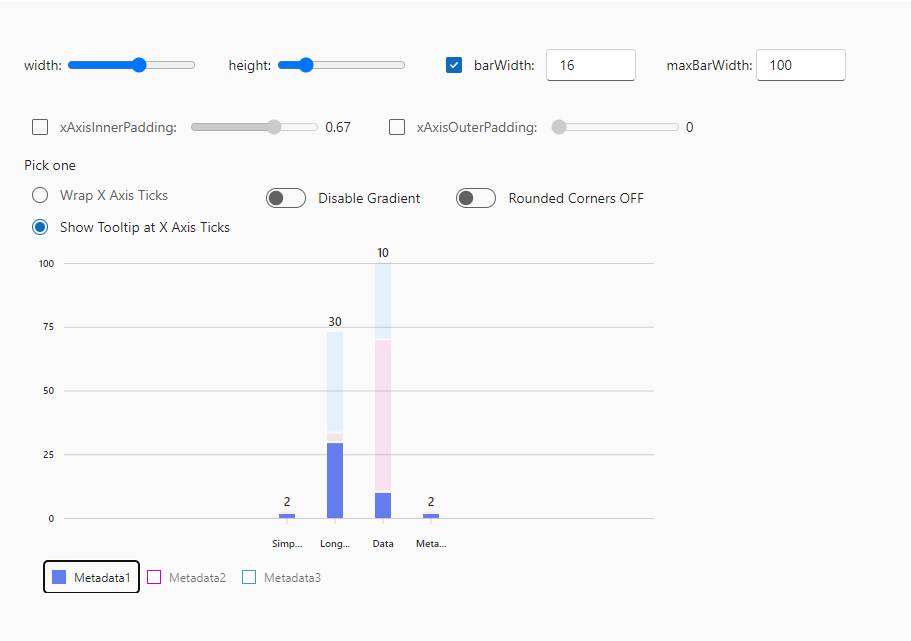 width: height: barWidth: 16 maxBarWidth: 100
xAxisInnerPadding: 0.67 xAxisOuterPadding: 0
Pick one
Wrap X Axis Ticks Disable Gradient Rounded Corners OFF
Show Tooltip at X Axis Ticks
10
100
30
75
50
25
2 2
0
Simp... Long... Data Meta...
Metadata1 Metadata2 Metadata3